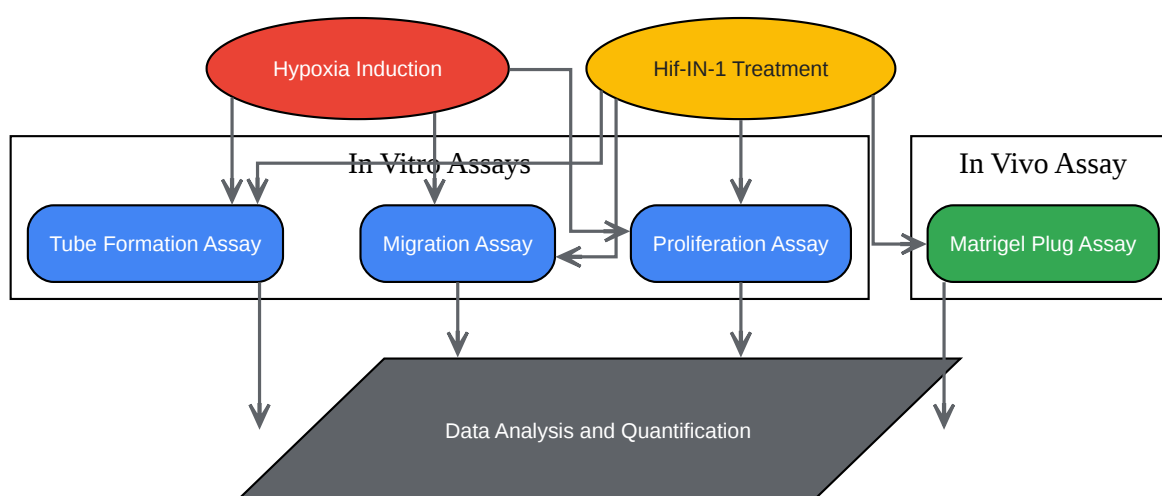 Hypoxia Induction
Hif-IN-1 Treatment
In Vitro Assays
In Vivo Assay
Tube Formation Assay
Migration Assay
Proliferation Assay
Matrigel Plug Assay
Data Analysis and Quantification